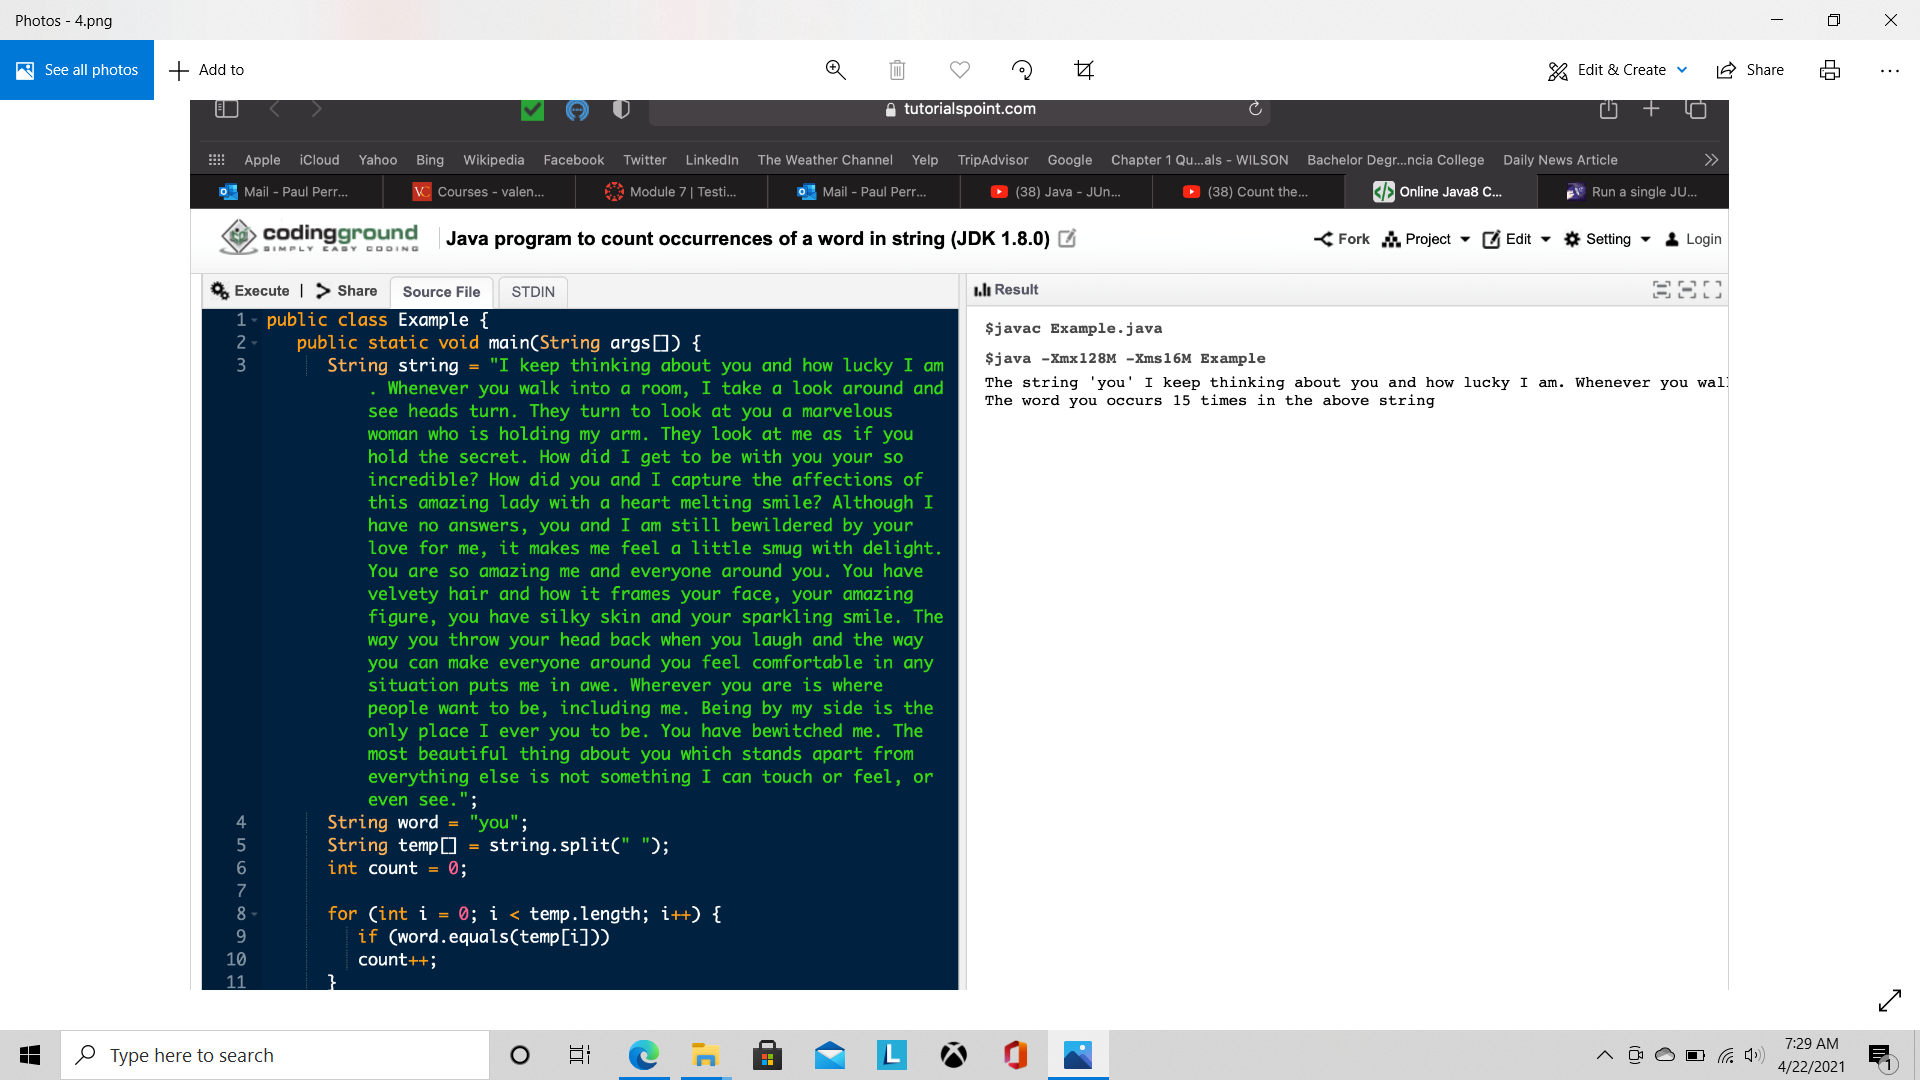 Photos - 4.png
See all photos
Add to
Edit & Create
Share
tutorialspoint.com
Apple iCloud Yahoo Bing Wikipedia Facebook Twitter LinkedIn The Weather Channel Yelp TripAdvisor Google Chapter 1 Qu...als - WILSON Bachelor Degr...ncia College Daily News Article
Mail - Paul Perr... VC Courses - valen... Module 7 | Testi... Mail - Paul Perr... (38) Java - JUn... (38) Count the... Online Java8 C... Run a single JU...
codingground
SIMPLY EASY CODING
Java program to count occurrences of a word in string (JDK 1.8.0)
Fork Project Edit Setting Login
Execute | Share Source File STDIN
1 public class Example {
2 public static void main(String args[]) {
3 String string = "I keep thinking about you and how lucky I am
. Whenever you walk into a room, I take a look around and
see heads turn. They turn to look at you a marvelous
woman who is holding my arm. They look at me as if you
hold the secret. How did I get to be with you your so
incredible? How did you and I capture the affections of
this amazing lady with a heart melting smile? Although I
have no answers, you and I am still bewildered by your
love for me, it makes me feel a little smug with delight.
You are so amazing me and everyone around you. You have
velvety hair and how it frames your face, your amazing
figure, you have silky skin and your sparkling smile. The
way you throw your head back when you laugh and the way
you can make everyone around you feel comfortable in any
situation puts me in awe. Wherever you are is where
people want to be, including me. Being by my side is the
only place I ever you to be. You have bewitched me. The
most beautiful thing about you which stands apart from
everything else is not something I can touch or feel, or
even see.";
4 String word = "you";
5 String temp[] = string.split(" ");
6 int count = 0;
7
8 for (int i = 0; i < temp.length; i++) {
9 if (word.equals(temp[i]))
10 count++;
11 }
Result
$javac Example.java
$java -Xmx128M -Xms16M Example
The string 'you' I keep thinking about you and how lucky I am. Whenever you wal
The word you occurs 15 times in the above string
Type here to search
L
7:29 AM
4/22/2021
1